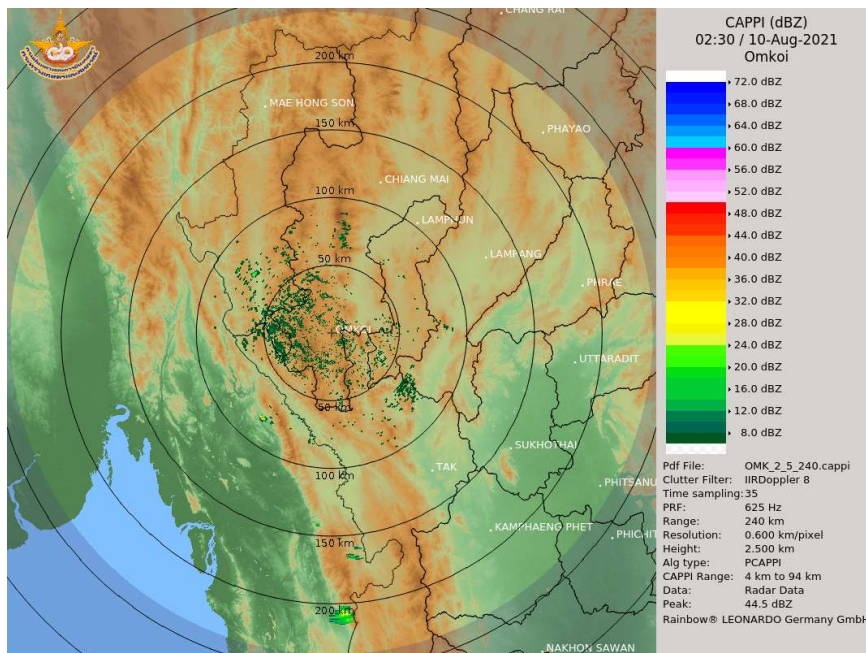 CHANG RAI
200 km
MAE HONG SON
150 km
PHAYAO
CHIANG MAI
100 km
LAMPHUN
LAMPANG
50 km
PHRAE
OMKOI
UTTARADIT
50 km
SUKHOTHAI
TAK
100 km
PHITSANU
KAMPHAENG PHET
PHICHIT
150 km
200 km
NAKHON SAWAN
CAPPI (dBZ)
02:30 / 10-Aug-2021
Omkoi
72.0 dBZ
68.0 dBZ
64.0 dBZ
60.0 dBZ
56.0 dBZ
52.0 dBZ
48.0 dBZ
44.0 dBZ
40.0 dBZ
36.0 dBZ
32.0 dBZ
28.0 dBZ
24.0 dBZ
20.0 dBZ
16.0 dBZ
12.0 dBZ
8.0 dBZ
Pdf File: OMK_2_5_240.cappi
Clutter Filter: IIRDoppler 8
Time sampling: 35
PRF: 625 Hz
Range: 240 km
Resolution: 0.600 km/pixel
Height: 2.500 km
Alg type: PCAPPI
CAPPI Range: 4 km to 94 km
Data: Radar Data
Peak: 44.5 dBZ
Rainbow® LEONARDO Germany GmbH